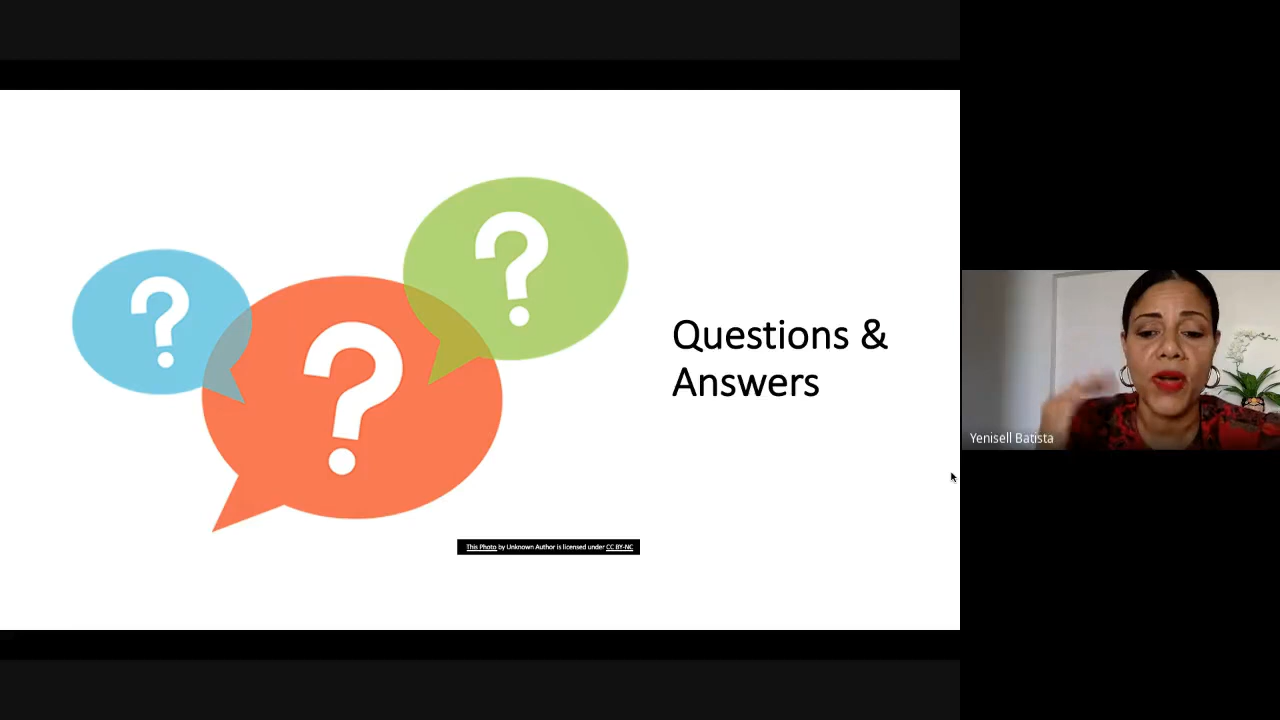 ?
?
?
Questions &
Answers
Yenisell Batista
This Photo by Unknown Author is licensed under CC BY-NC